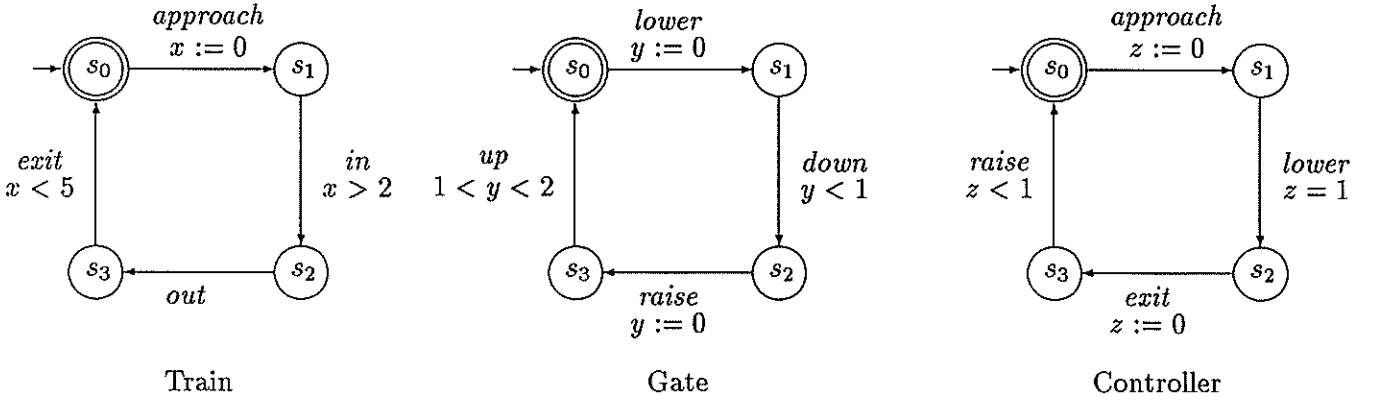 approach
x := 0
s0
s1
exit
x < 5
in
x > 2
s3
s2
out
Train
lower
y := 0
s0
s1
up
1 < y < 2
down
y < 1
s3
s2
raise
y := 0
Gate
approach
z := 0
s0
s1
raise
z < 1
lower
z = 1
s3
s2
exit
z := 0
Controller